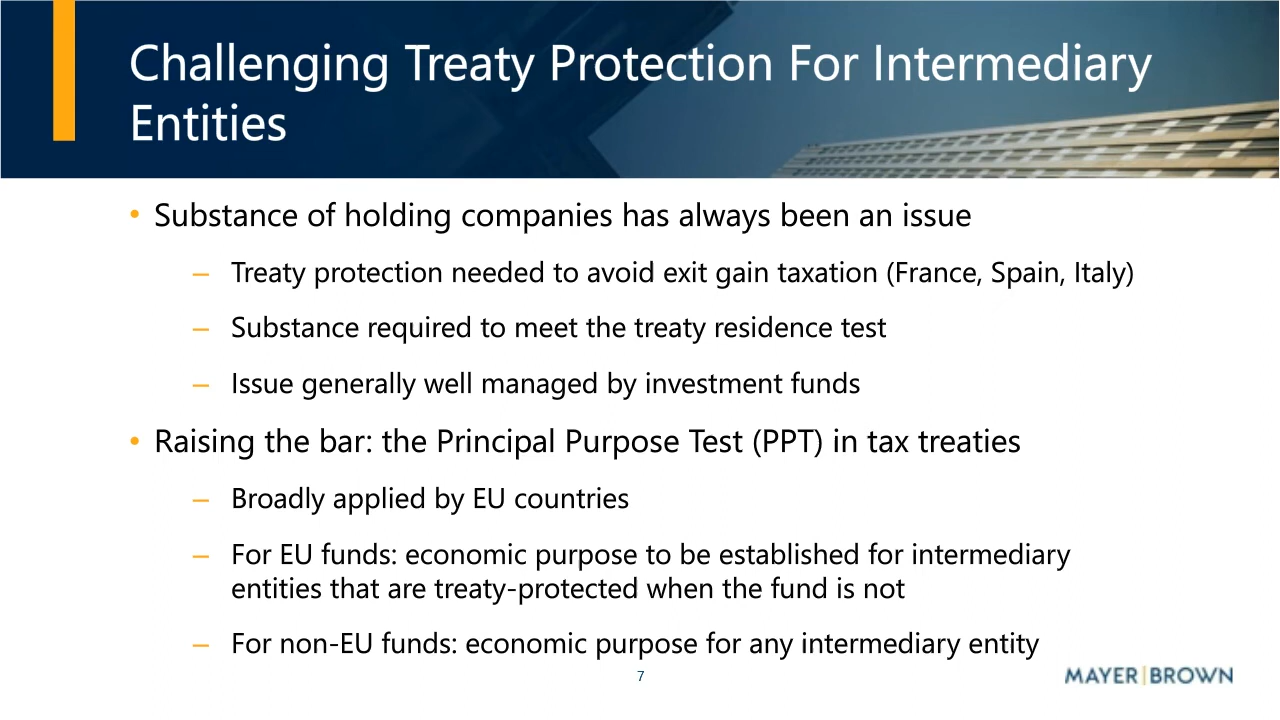 Challenging Treaty Protection For Intermediary
Entities
• Substance of holding companies has always been an issue
– Treaty protection needed to avoid exit gain taxation (France, Spain, Italy)
– Substance required to meet the treaty residence test
– Issue generally well managed by investment funds
• Raising the bar: the Principal Purpose Test (PPT) in tax treaties
– Broadly applied by EU countries
– For EU funds: economic purpose to be established for intermediary
entities that are treaty-protected when the fund is not
– For non-EU funds: economic purpose for any intermediary entity
7
MAYER|BROWN